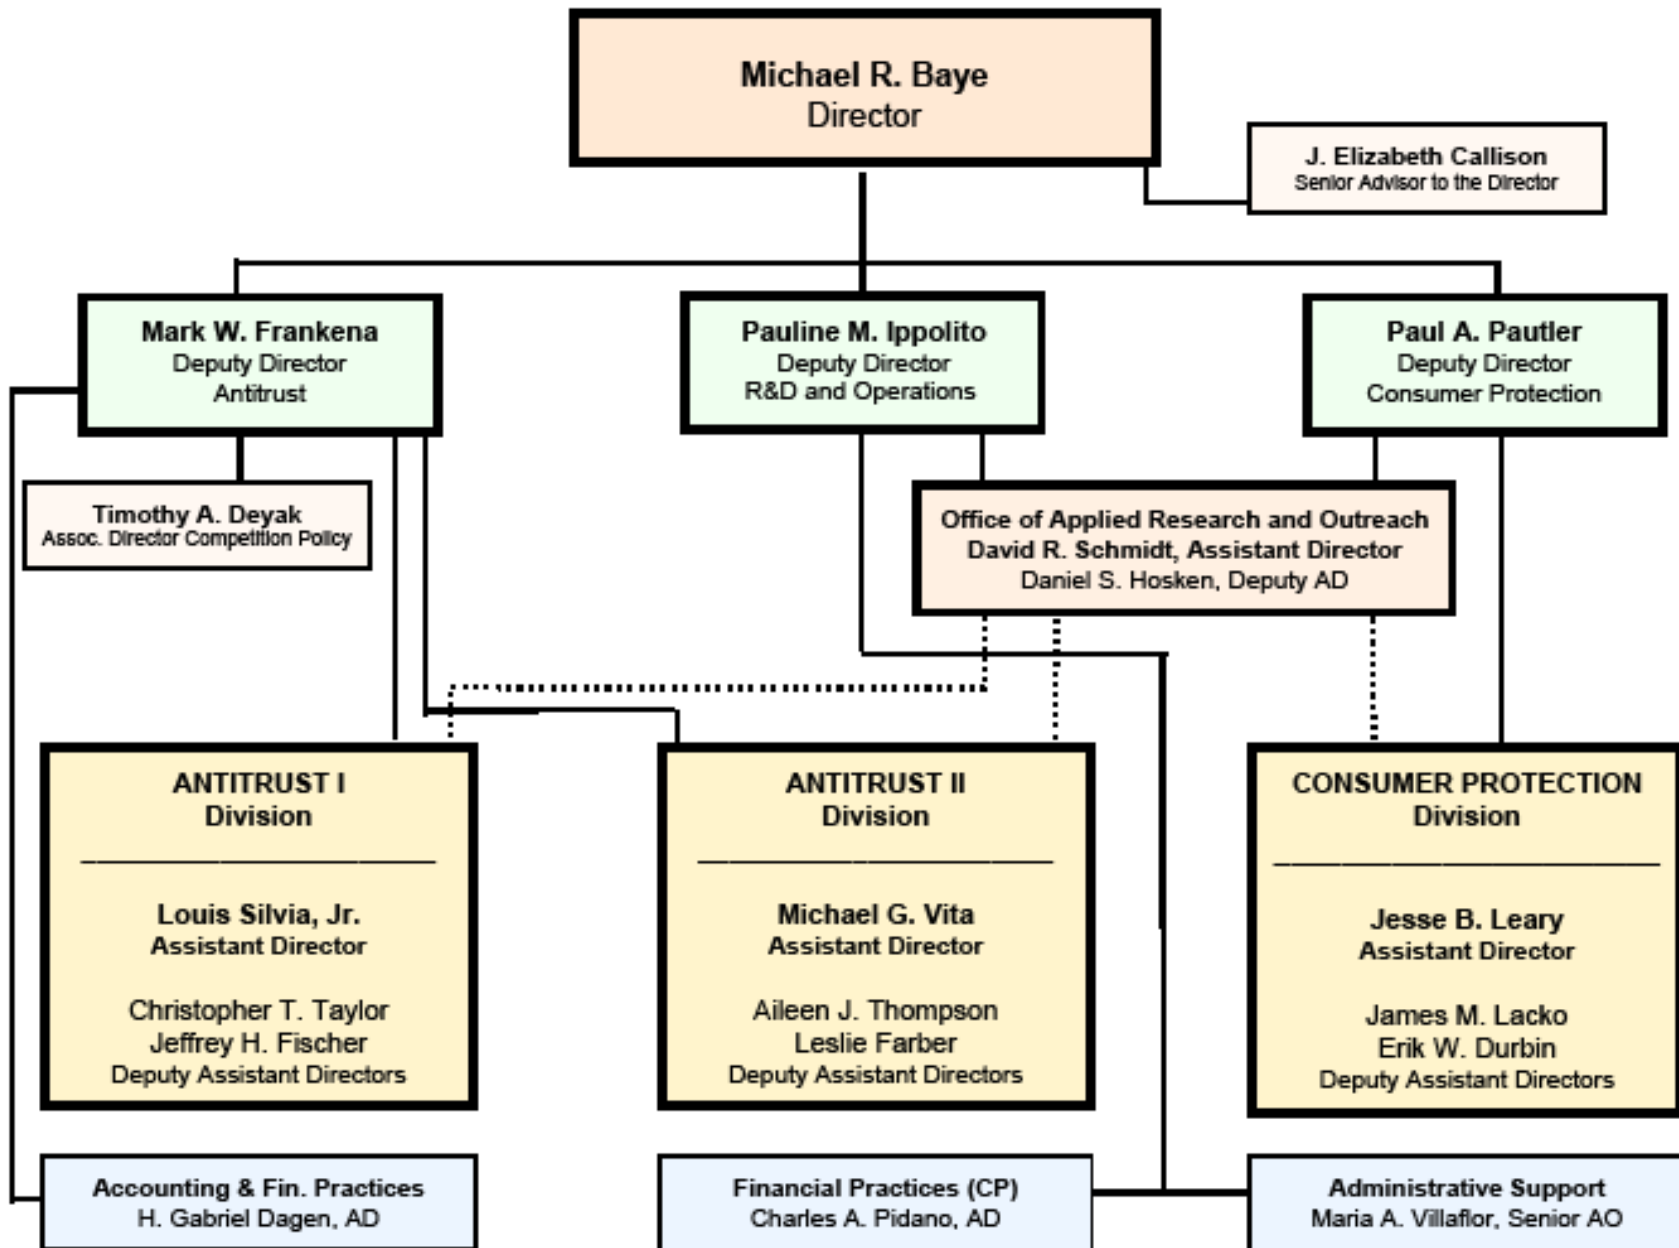 Michael R. Baye
Director
J. Elizabeth Callison
Senior Advisor to the Director
Mark W. Frankena
Deputy Director
Antitrust
Pauline M. Ippolito
Deputy Director
R&D and Operations
Paul A. Pautler
Deputy Director
Consumer Protection
Timothy A. Deyak
Assoc. Director Competition Policy
Office of Applied Research and Outreach
David R. Schmidt, Assistant Director
Daniel S. Hosken, Deputy AD
ANTITRUST I
Division
Louis Silvia, Jr.
Assistant Director
Christopher T. Taylor
Jeffrey H. Fischer
Deputy Assistant Directors
ANTITRUST II
Division
Michael G. Vita
Assistant Director
Aileen J. Thompson
Leslie Farber
Deputy Assistant Directors
CONSUMER PROTECTION
Division
Jesse B. Leary
Assistant Director
James M. Lacko
Erik W. Durbin
Deputy Assistant Directors
Accounting & Fin. Practices
H. Gabriel Dagen, AD
Financial Practices (CP)
Charles A. Pidano, AD
Administrative Support
Maria A. Villaflor, Senior AO